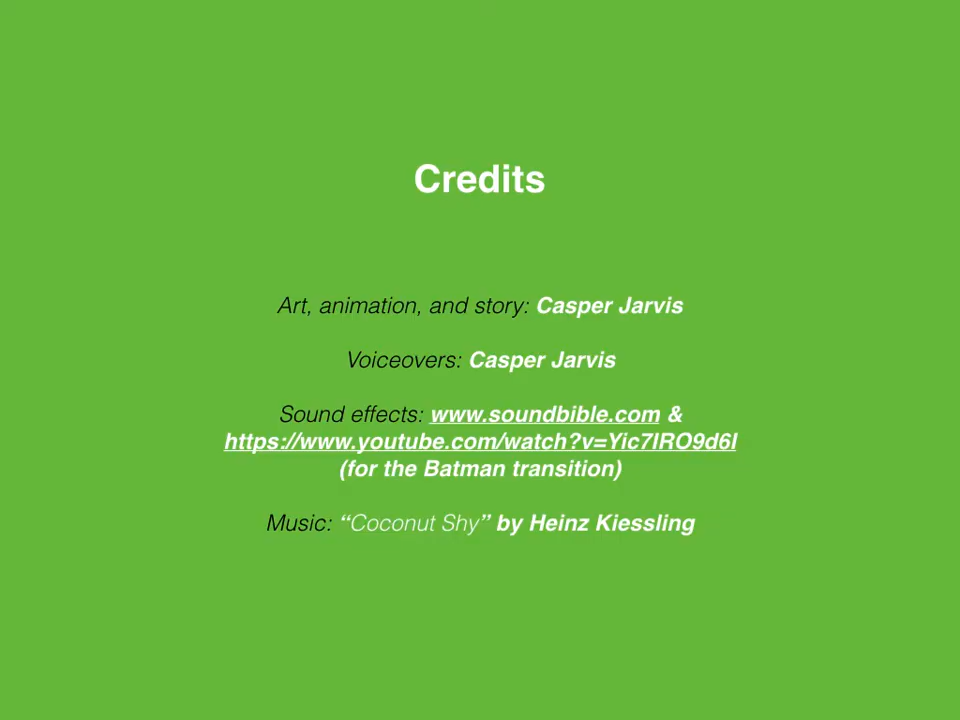 Credits
Art, animation, and story: Casper Jarvis
Voiceovers: Casper Jarvis
Sound effects: www.soundbible.com &
https://www.youtube.com/watch?v=Yic7IRO9d6I
(for the Batman transition)
Music: “Coconut Shy” by Heinz Kiessling